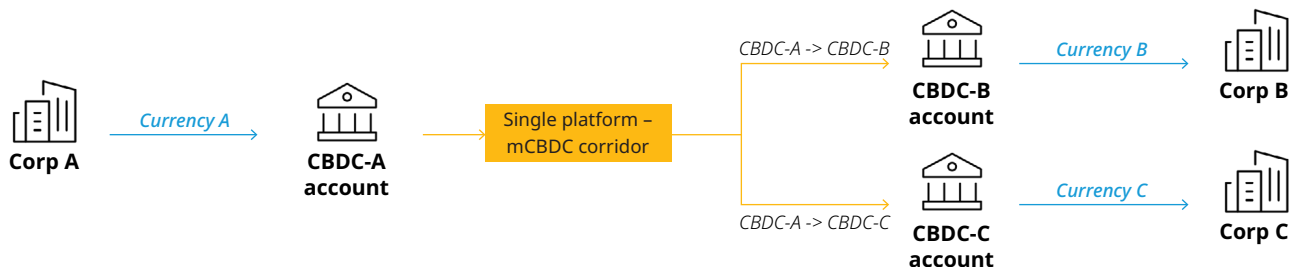 Corp A
Currency A
CBDC-A
account
Single platform –
mCBDC corridor
CBDC-A -> CBDC-B
CBDC-B
account
Currency B
Corp B
CBDC-A -> CBDC-C
CBDC-C
account
Currency C
Corp C